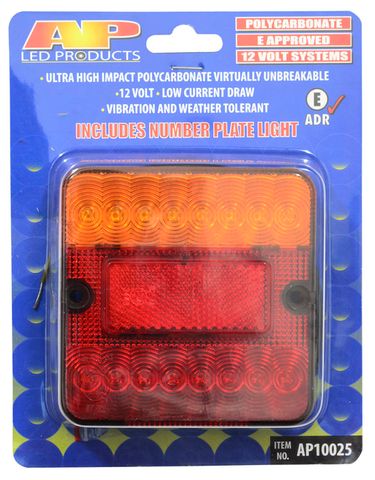 AP
LED PRODUCTS
POLYCARBONATE
E APPROVED
12 VOLT SYSTEMS
• ULTRA HIGH IMPACT POLYCARBONATE VIRTUALLY UNBREAKABLE
• 12 VOLT • LOW CURRENT DRAW
• VIBRATION AND WEATHER TOLERANT
E
ADR
INCLUDES NUMBER PLATE LIGHT
ITEM NO. AP10025